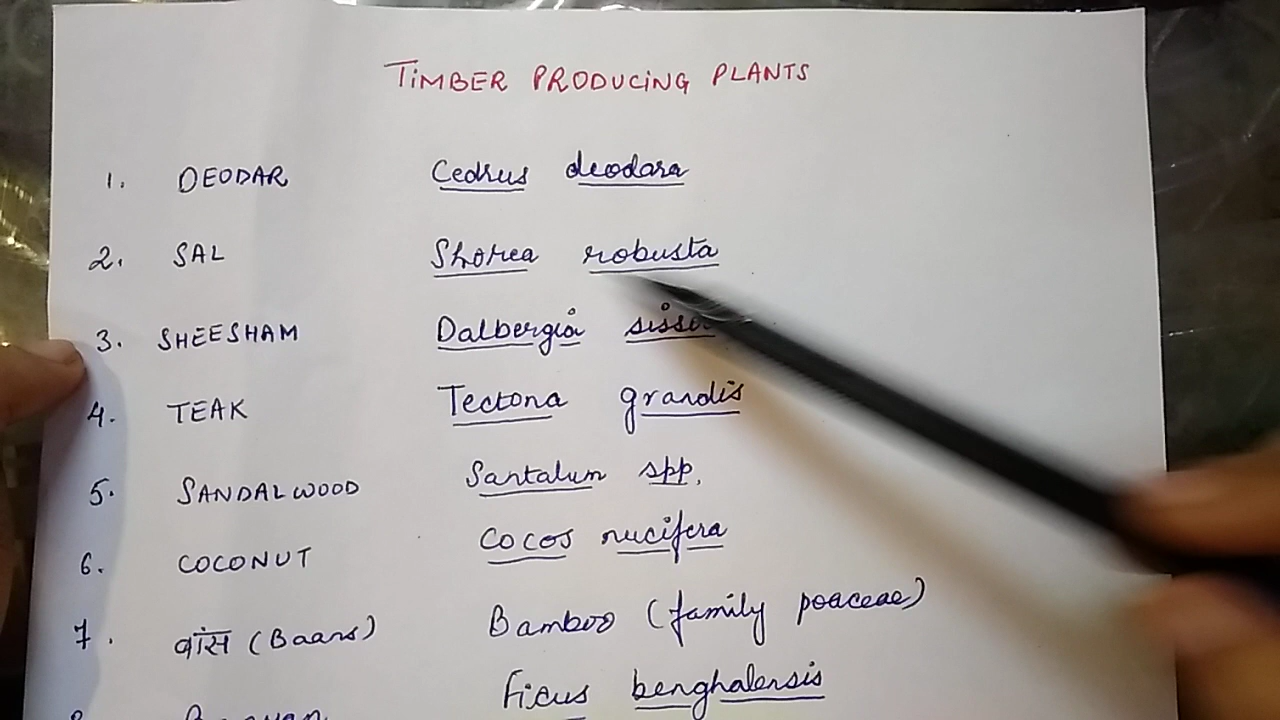 TIMBER PRODUCING PLANTS
1. DEODAR Cedrus deodara
2. SAL Shorea robusta
3. SHEESHAM Dalbergia
4. TEAK Tectona grandis
5. SANDALWOOD Santalum spp.
6. COCONUT Cocos nucifera
7. बांस (Baans) Bamboo (family poaceae)
Ficus benghalensis